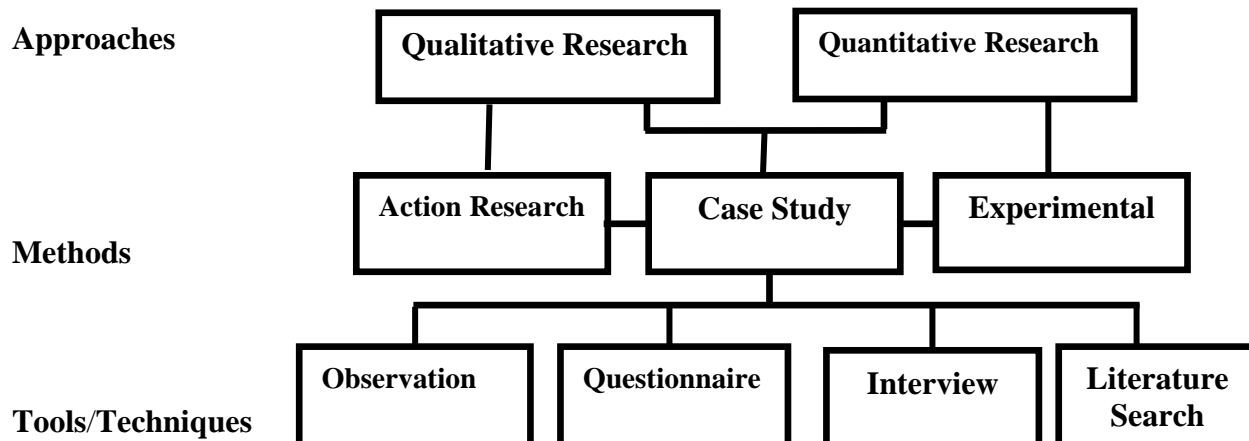 Approaches
Qualitative Research
Quantitative Research
Action Research
Case Study
Experimental
Methods
Observation
Questionnaire
Interview
Literature
Search
Tools/Techniques